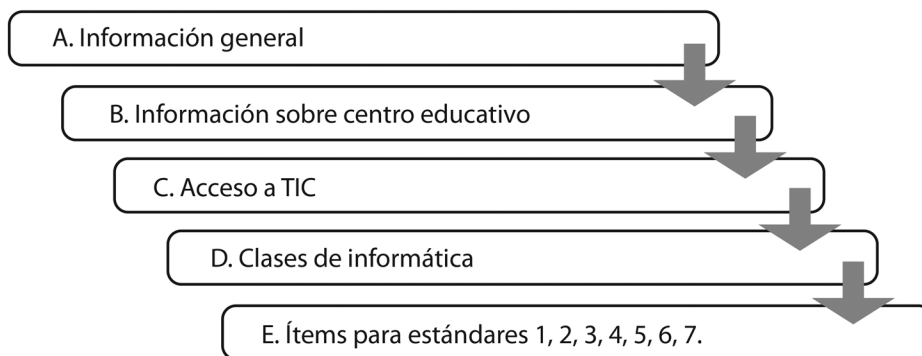 A. Información general
B. Información sobre centro educativo
C. Acceso a TIC
D. Clases de informática
E. Ítems para estándares 1, 2, 3, 4, 5, 6, 7.